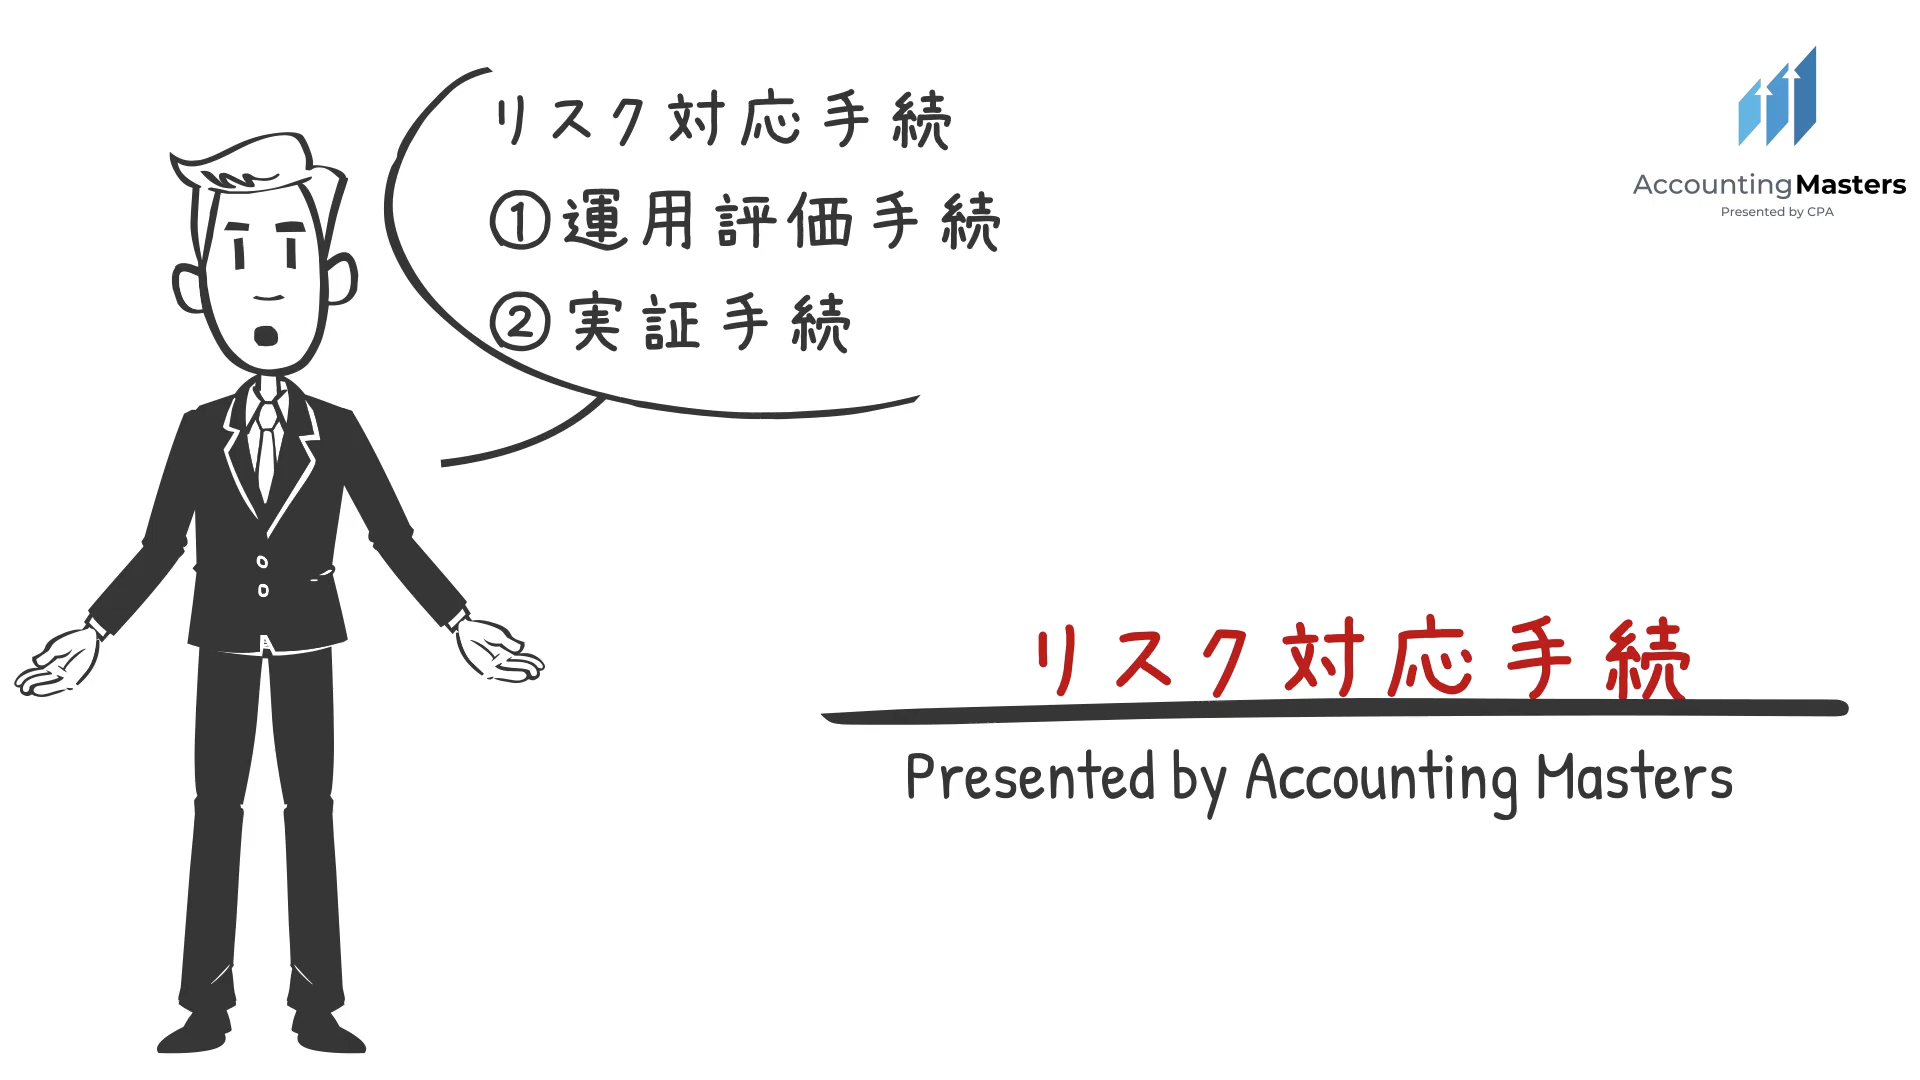 リスク対応手続
①運用評価手続
②実証手続
AccountingMasters
Presented by CPA
リスク対応手続
Presented by Accounting Masters